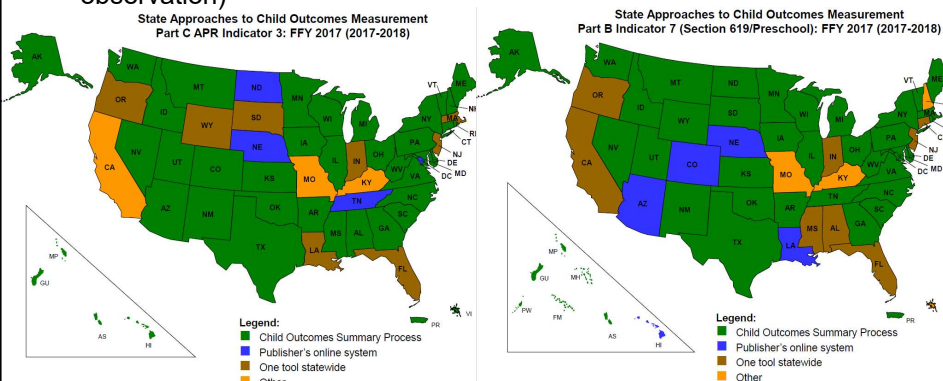 observation)
State Approaches to Child Outcomes Measurement
Part C APR Indicator 3: FFY 2017 (2017-2018)
AK
WA
OR
CA
NV
ID
MT
WY
UT
AZ
CO
NM
ND
SD
NE
KS
OK
TX
MN
IA
MO
AR
LA
WI
IL
MI
IN
OH
KY
TN
MS
AL
GA
FL
SC
NC
VA
WV
PA
NY
VT
ME
MA
CT
NJ
DE
MD
DC
MP
GU
AS
HI
PR
VI
Legend:
Child Outcomes Summary Process
Publisher's online system
One tool statewide
Other
State Approaches to Child Outcomes Measurement
Part B Indicator 7 (Section 619/Preschool): FFY 2017 (2017-2018)
AK
WA
OR
CA
NV
ID
MT
WY
UT
AZ
CO
NM
ND
SD
NE
KS
OK
TX
MN
IA
MO
AR
LA
WI
IL
MI
IN
OH
KY
TN
MS
AL
GA
FL
SC
NC
VA
WV
PA
NY
VT
ME
MA
NJ
DE
DC
MD
MP
GU
MH
PW
FM
AS
HI
PR
Legend:
Child Outcomes Summary Process
Publisher's online system
One tool statewide
Other